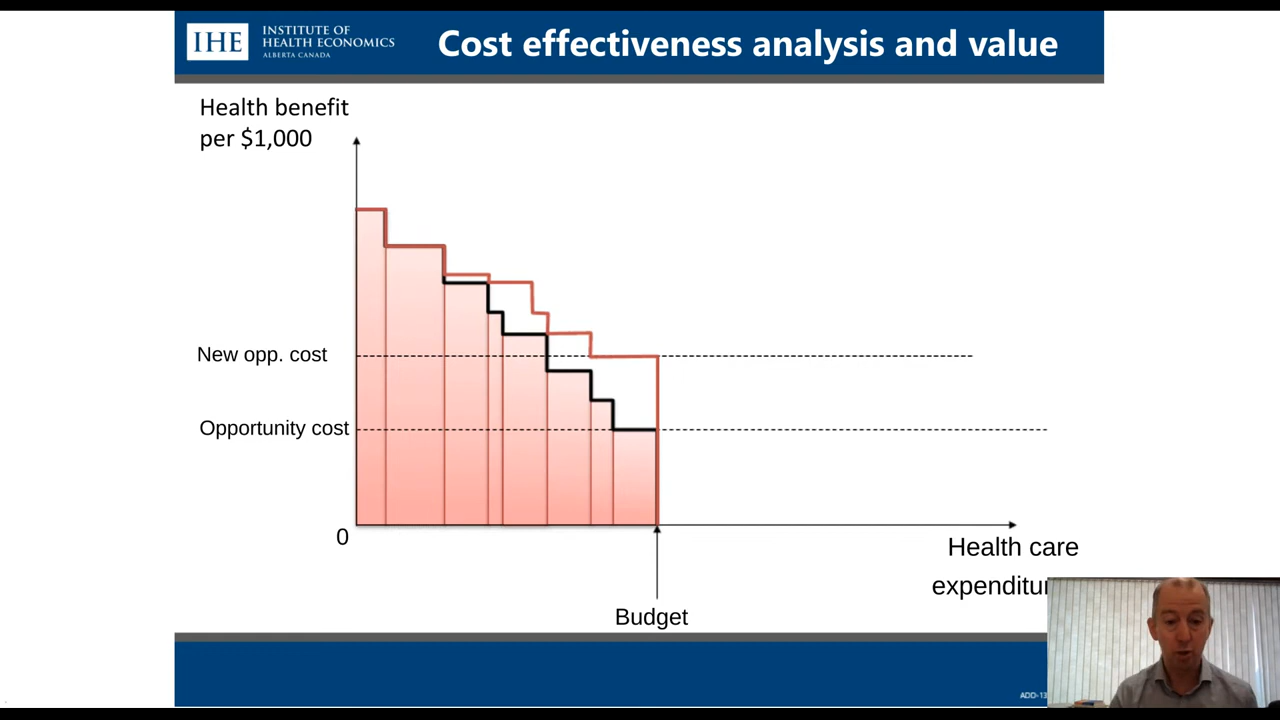 IHE
INSTITUTE OF
HEALTH ECONOMICS
ALBERTA CANADA
Cost effectiveness analysis and value
Health benefit
per $1,000
New opp. cost
Opportunity cost
0
Health care
Budget